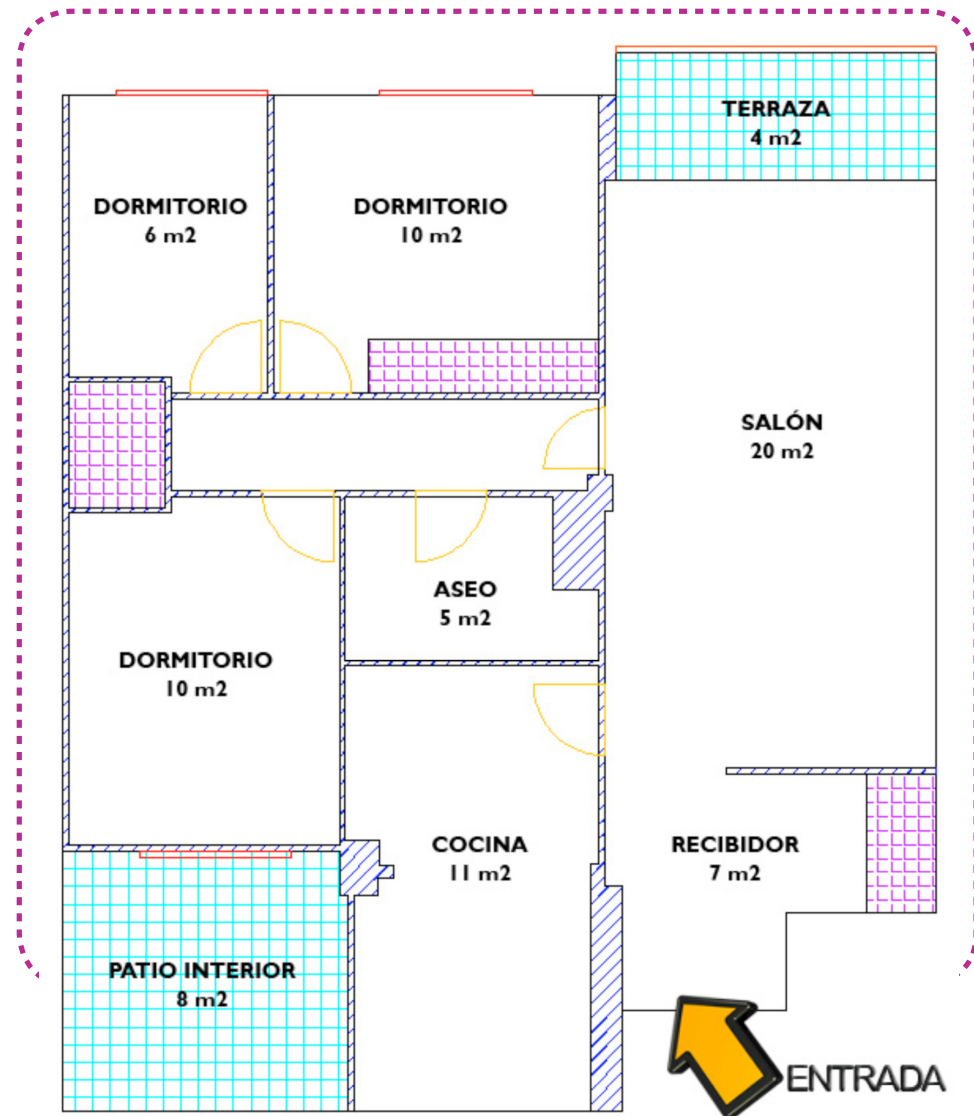 TERRAZA
4 m2
DORMITORIO
6 m2
DORMITORIO
10 m2
SALÓN
20 m2
ASEO
5 m2
DORMITORIO
10 m2
COCINA
11 m2
RECIBIDOR
7 m2
PATIO INTERIOR
8 m2
ENTRADA